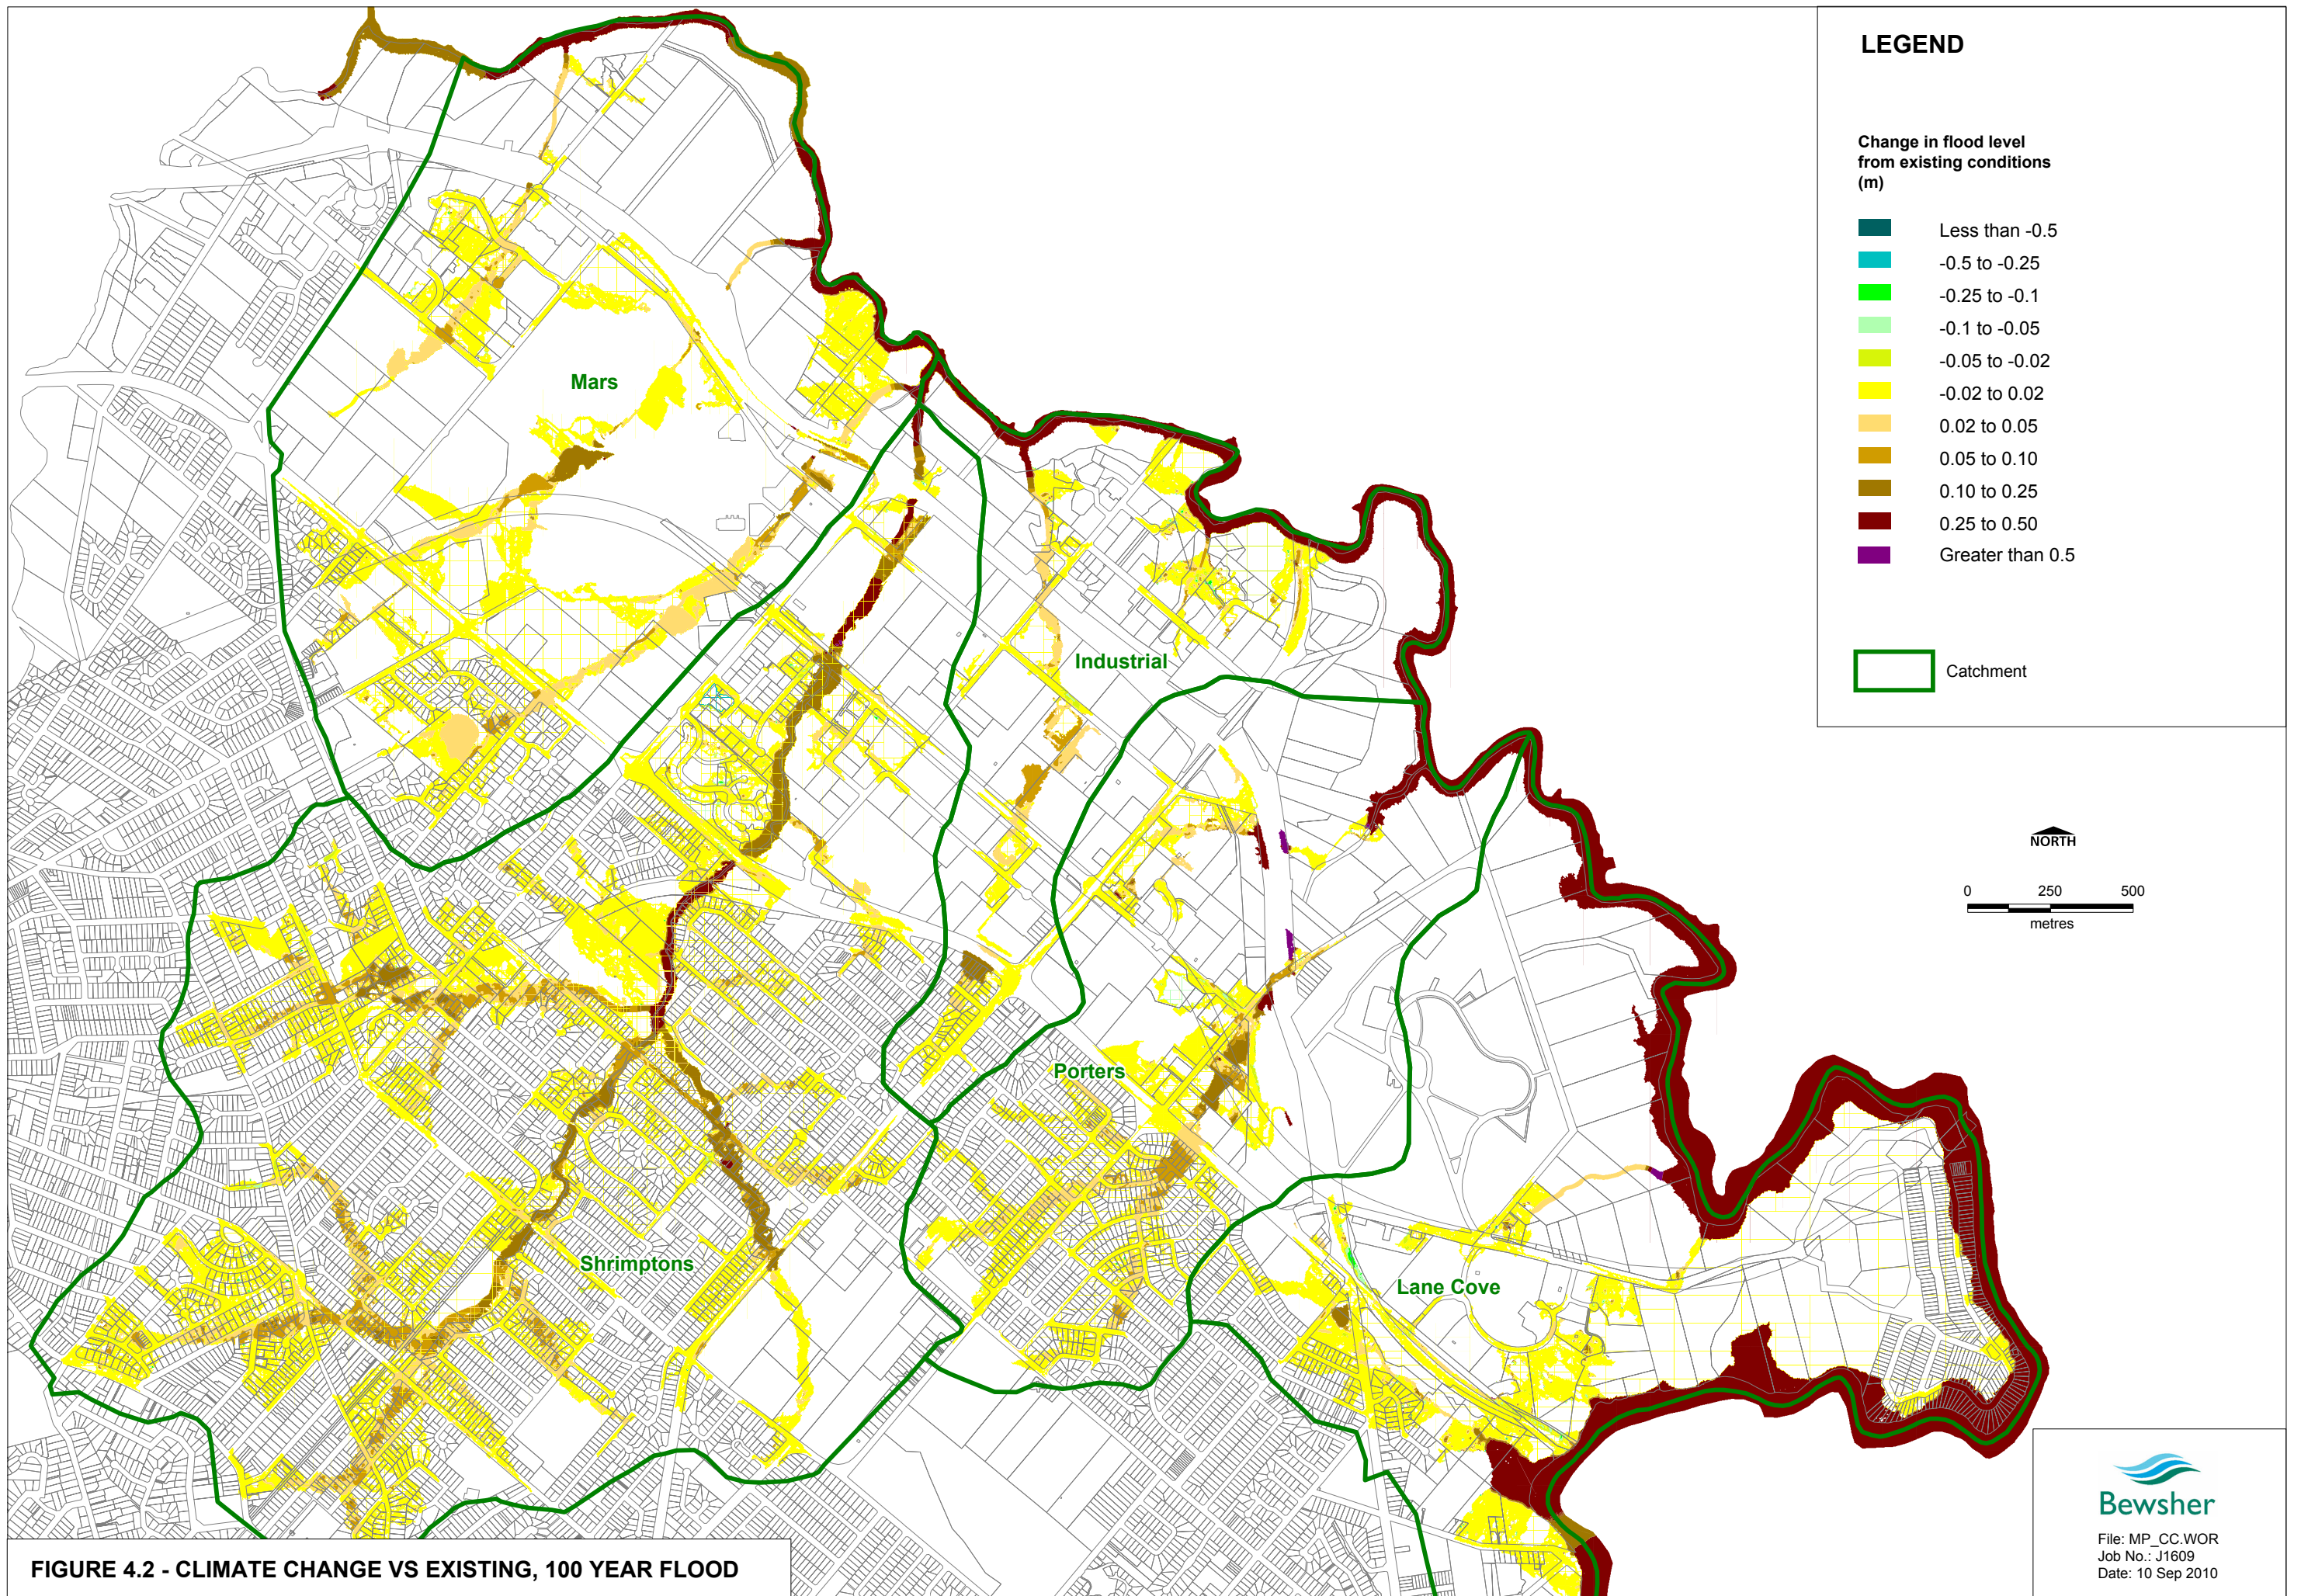 LEGEND
Change in flood level
from existing conditions
(m)
Less than -0.5
-0.5 to -0.25
-0.25 to -0.1
-0.1 to -0.05
-0.05 to -0.02
-0.02 to 0.02
0.02 to 0.05
0.05 to 0.10
0.10 to 0.25
0.25 to 0.50
Greater than 0.5
Catchment
Mars
Industrial
Porters
Shrimptons
Lane Cove
NORTH
0 250 500
metres
Bewsher
File: MP_CC.WOR
Job No.: J1609
Date: 10 Sep 2010
FIGURE 4.2 - CLIMATE CHANGE VS EXISTING, 100 YEAR FLOOD